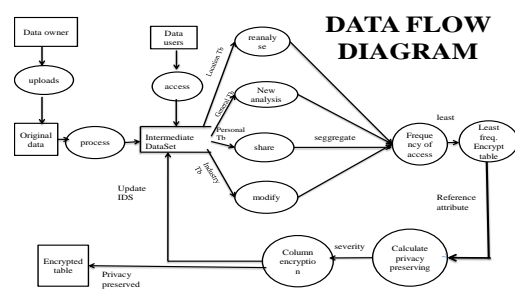 DATA FLOW
DIAGRAM
Data owner
Data
users
reanaly
se
uploads
access
Location Tb
New
analysis
General Tb
least
Original
data
process
Intermediate
DataSet
Personal
Tb
share
seggregate
Freque
ncy of
access
Least
freq.
Encrypt
table
Industry
Tb
modify
Update
IDS
Reference
attribute
Encrypted
table
Privacy
preserved
Column
encryptio
n
severity
Calculate
privacy
preserving